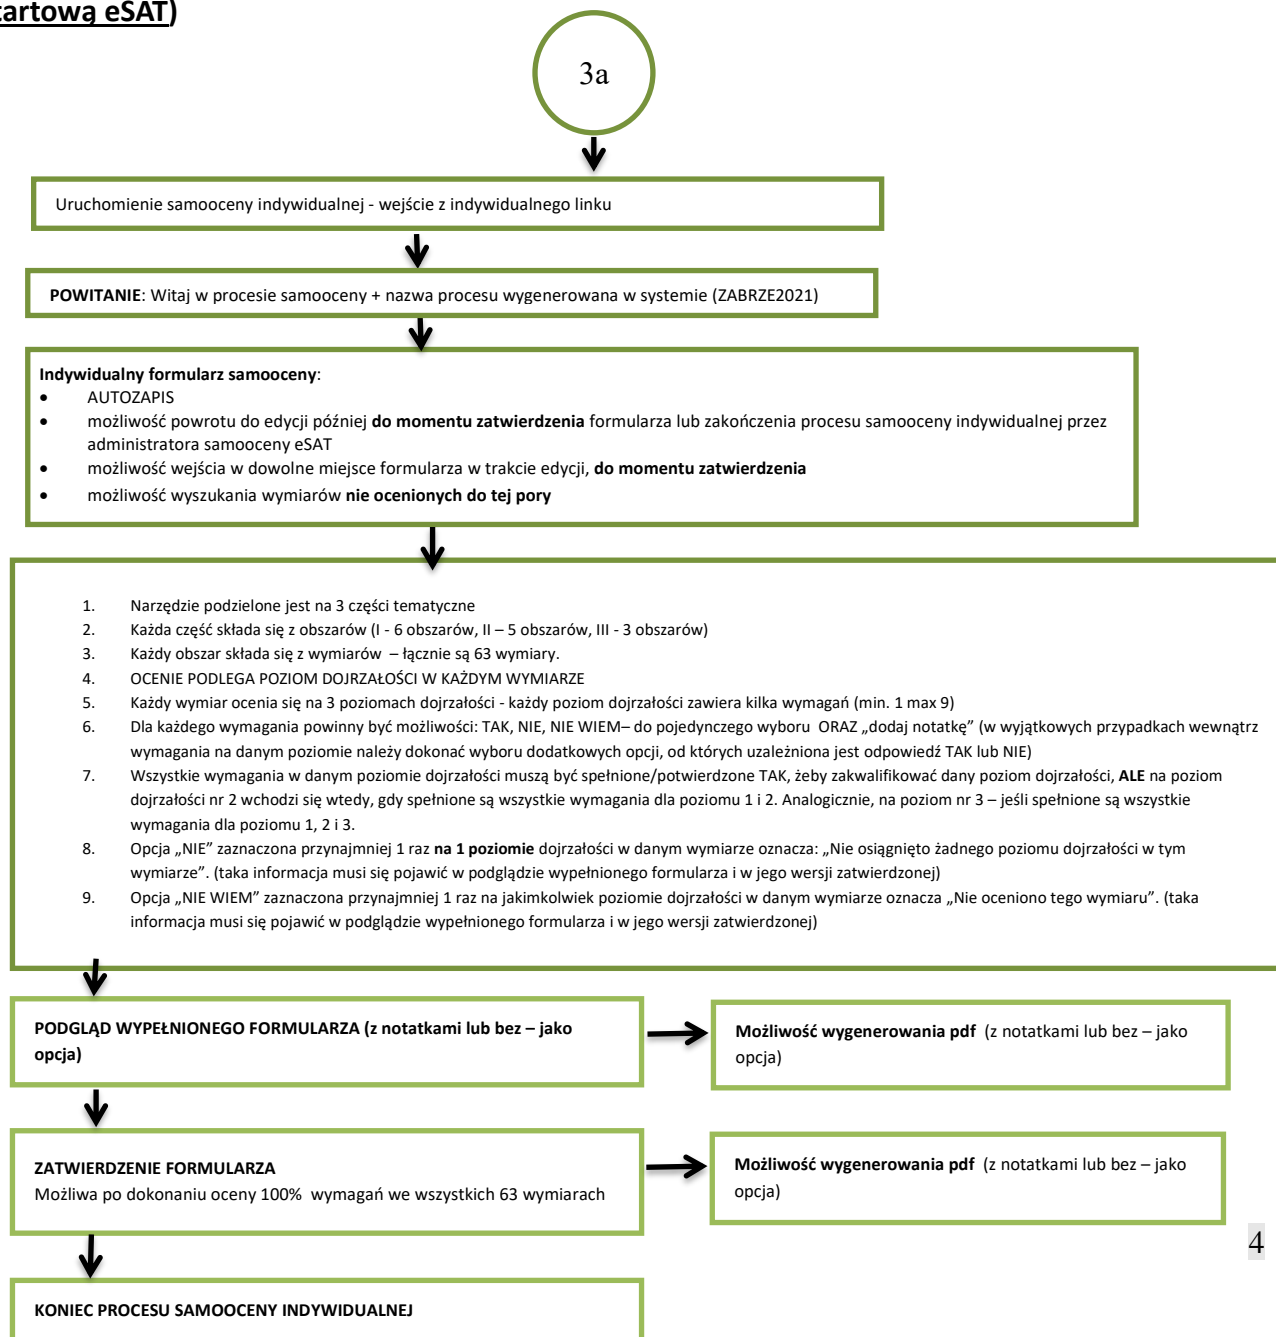 tartową eSAT)
3a
Uruchomienie samooceny indywidualnej - wejście z indywidualnego linku
POWITANIE: Witaj w procesie samooceny + nazwa procesu wygenerowana w systemie (ZABRZE2021)
Indywidualny formularz samooceny:
• AUTOZAPIS
• możliwość powrotu do edycji później do momentu zatwierdzenia formularza lub zakończenia procesu samooceny indywidualnej przez
administratora samooceny eSAT
• możliwość wejścia w dowolne miejsce formularza w trakcie edycji, do momentu zatwierdzenia
• możliwość wyszukania wymiarów nie ocenionych do tej pory
1. Narzędzie podzielone jest na 3 części tematyczne
2. Każda część składa się z obszarów (I - 6 obszarów, II – 5 obszarów, III - 3 obszarów)
3. Każdy obszar składa się z wymiarów – łącznie są 63 wymiary.
4. OCENIE PODLEGA POZIOM DOJRZAŁOŚCI W KAŻDYM WYMIARZE
5. Każdy wymiar ocenia się na 3 poziomach dojrzałości - każdy poziom dojrzałości zawiera kilka wymagań (min. 1 max 9)
6. Dla każdego wymagania powinny być możliwości: TAK, NIE, NIE WIEM– do pojedynczego wyboru ORAZ „dodaj notatkę” (w wyjątkowych przypadkach wewnątrz
wymagania na danym poziomie należy dokonać wyboru dodatkowych opcji, od których uzależniona jest odpowiedź TAK lub NIE)
7. Wszystkie wymagania w danym poziomie dojrzałości muszą być spełnione/potwierdzone TAK, żeby zakwalifikować dany poziom dojrzałości, ALE na poziom
dojrzałości nr 2 wchodzi się wtedy, gdy spełnione są wszystkie wymagania dla poziomu 1 i 2. Analogicznie, na poziom nr 3 – jeśli spełnione są wszystkie
wymagania dla poziomu 1, 2 i 3.
8. Opcja „NIE” zaznaczona przynajmniej 1 raz na 1 poziomie dojrzałości w danym wymiarze oznacza: „Nie osiągnięto żadnego poziomu dojrzałości w tym
wymiarze”. (taka informacja musi się pojawić w podglądzie wypełnionego formularza i w jego wersji zatwierdzonej)
9. Opcja „NIE WIEM” zaznaczona przynajmniej 1 raz na jakimkolwiek poziomie dojrzałości w danym wymiarze oznacza „Nie oceniono tego wymiaru”. (taka
informacja musi się pojawić w podglądzie wypełnionego formularza i w jego wersji zatwierdzonej)
PODGLĄD WYPEŁNIONEGO FORMULARZA (z notatkami lub bez – jako
opcja)
Możliwość wygenerowania pdf (z notatkami lub bez – jako
opcja)
ZATWIERDZENIE FORMULARZA
Możliwa po dokonaniu oceny 100% wymagań we wszystkich 63 wymiarach
Możliwość wygenerowania pdf (z notatkami lub bez – jako
opcja)
4
KONIEC PROCESU SAMOOCENY INDYWIDUALNEJ